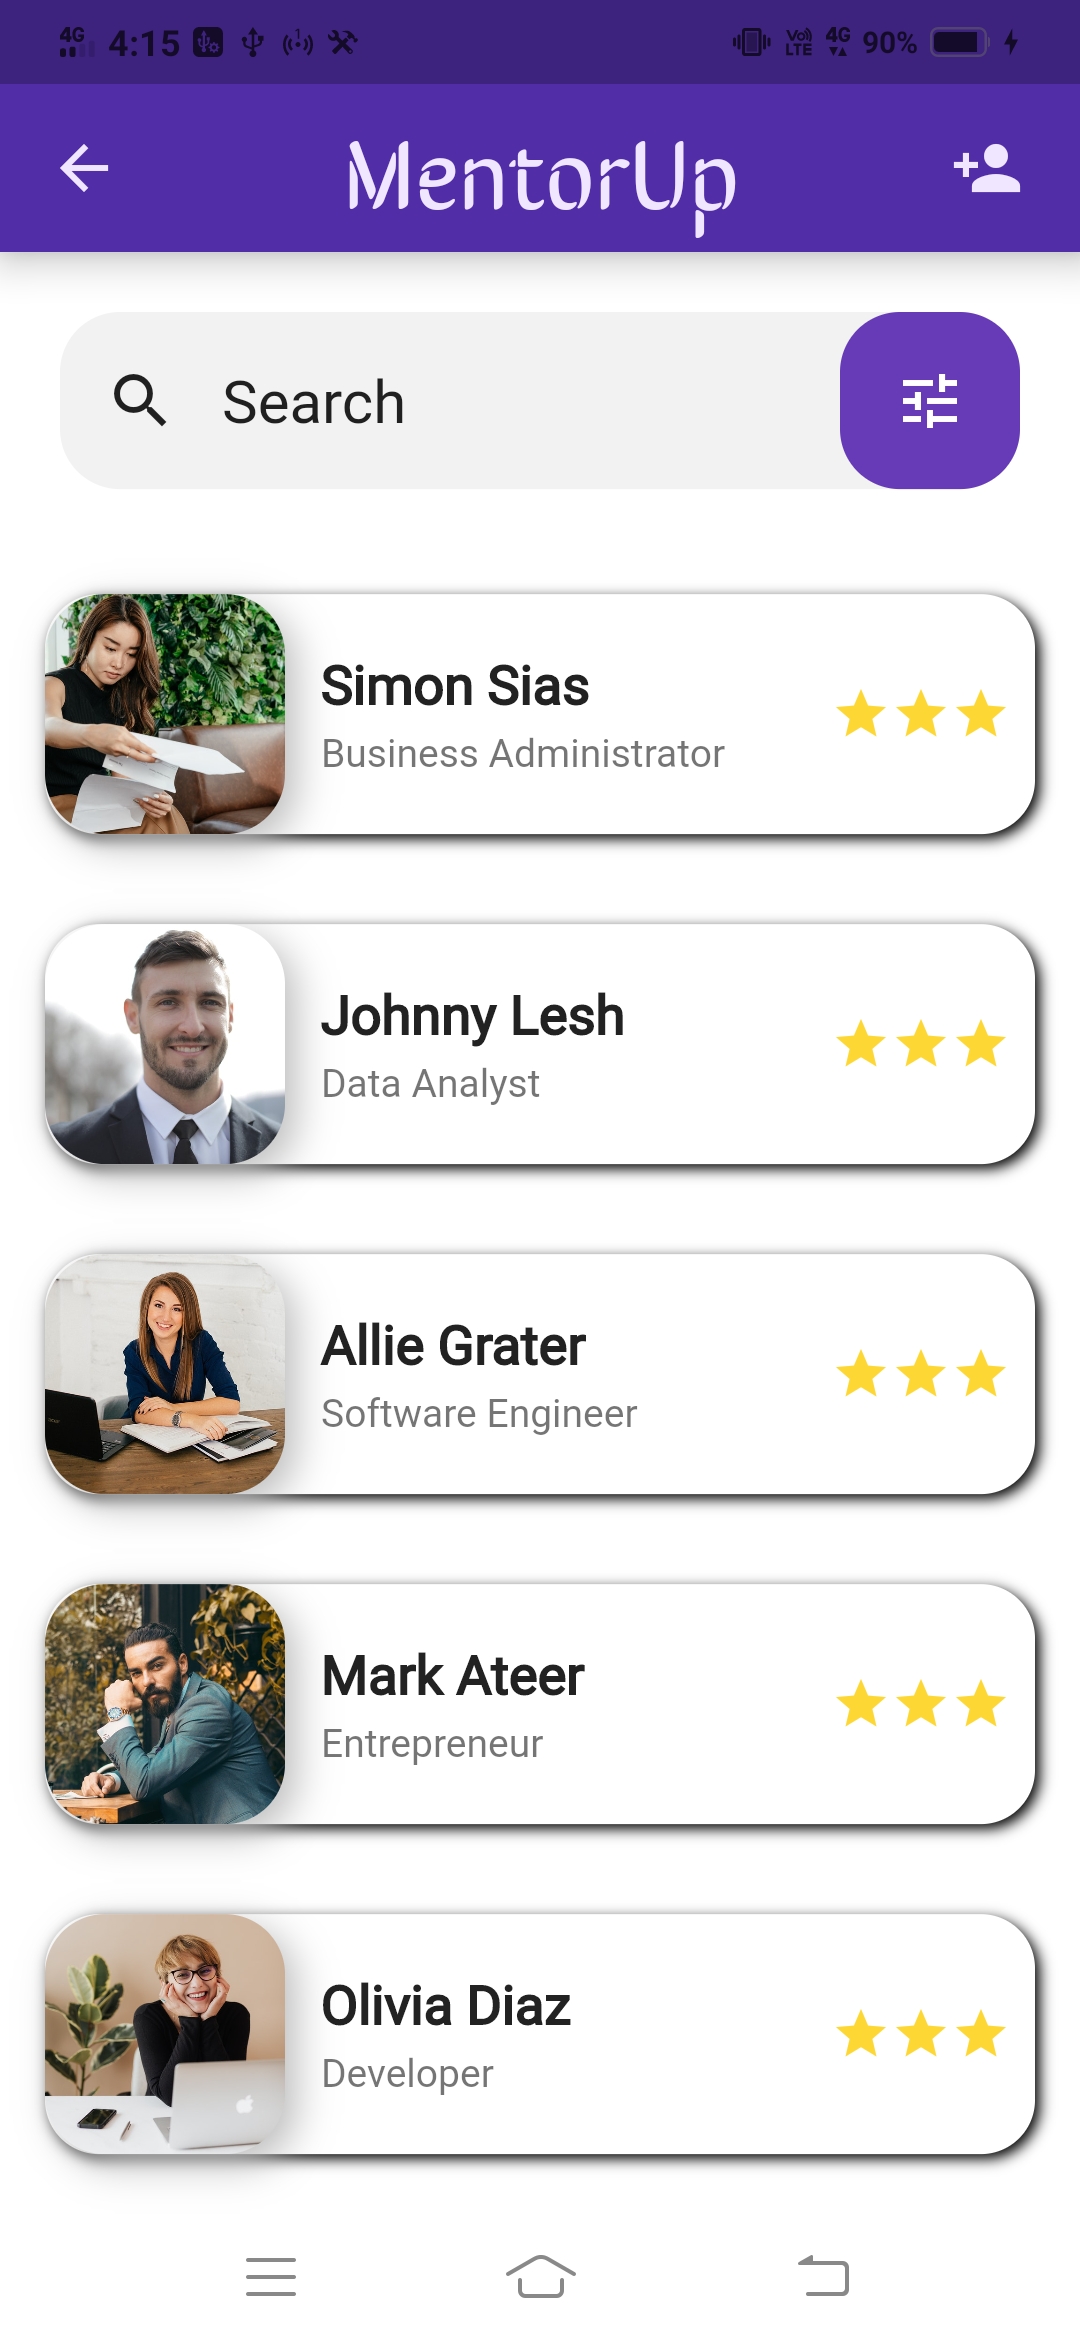 4G 4:15 Vo) LTE 4G 90%
MentorUp
Search
Simon Sias
Business Administrator
Johnny Lesh
Data Analyst
Allie Grater
Software Engineer
Mark Ateer
Entrepreneur
Olivia Diaz
Developer